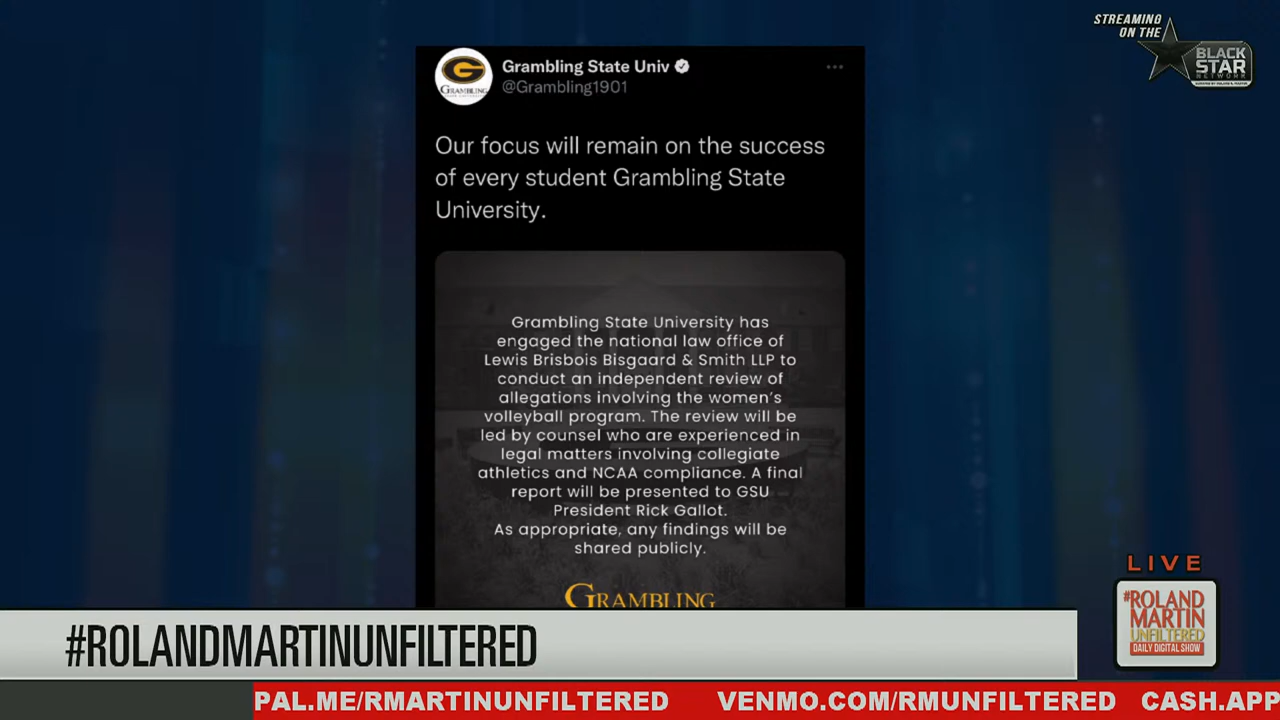 STREAMING
ON THE
BLACK
STAR
NETWORK
Grambling State Univ
@Grambling1901
G
GRAMBLING
Our focus will remain on the success
of every student Grambling State
University.
Grambling State University has
engaged the national law office of
Lewis Brisbois Bisgaard & Smith LLP to
conduct an independent review of
allegations involving the women's
volleyball program. The review will be
led by counsel who are experienced in
legal matters involving collegiate
athletics and NCAA compliance. A final
report will be presented to GSU
President Rick Gallot.
As appropriate, any findings will be
shared publicly.
GRAMBLING
LIVE
#ROLAND
MARTIN
UNFILTERED
DAILY DIGITAL SHOW
#ROLANDMARTINUNFILTERED
PAL.ME/RMARTINUNFILTERED VENMO.COM/RMUNFILTERED CASH.APP